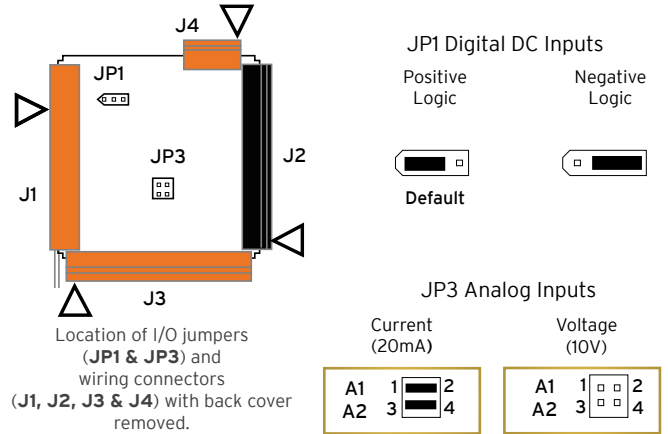 J4
JP1
JP3
J2
J1
J3
Location of I/O jumpers
(JP1 & JP3) and
wiring connectors
(J1, J2, J3 & J4) with back cover
removed.
JP1 Digital DC Inputs
Positive Logic
Negative Logic
Default
JP3 Analog Inputs
Current (20mA)
Voltage (10V)
A1 1 2
A2 3 4
A1 1 2
A2 3 4